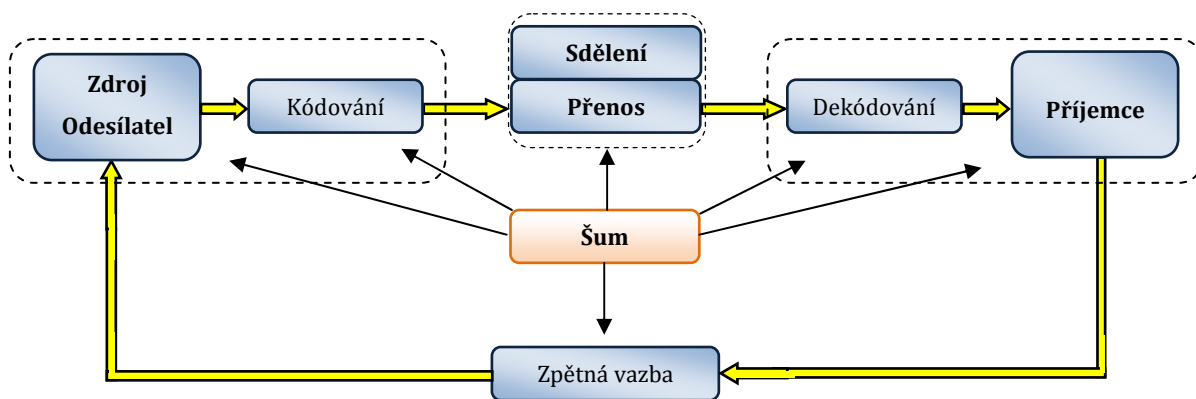 Zdroj
Odesílatel
Kódování
Sdělení
Přenos
Dekódování
Příjemce
Šum
Zpětná vazba